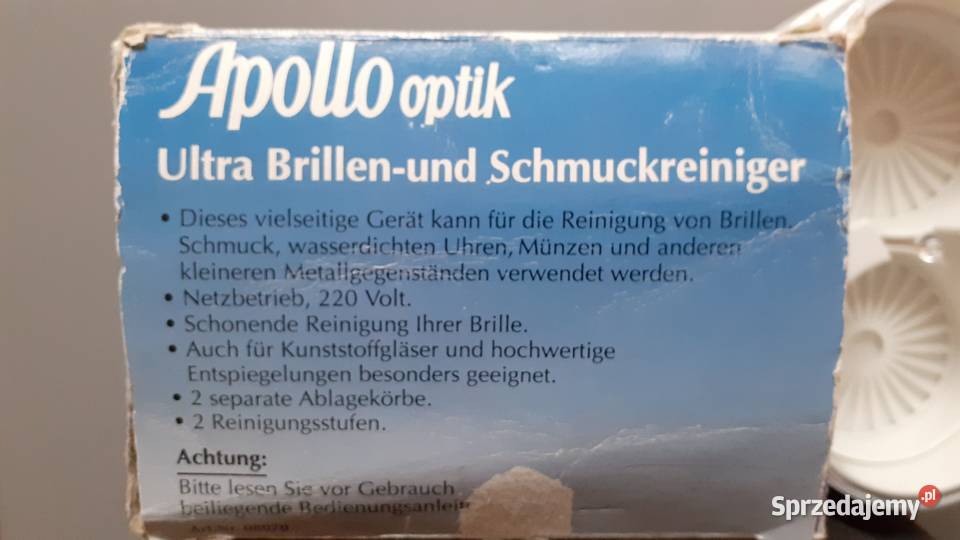 Apollo optik
Ultra Brillen-und Schmuckreiniger
• Dieses vielseitige Gerät kann für die Reinigung von Brillen,
Schmuck, wasserdichten Uhren, Münzen und anderen
kleineren Metallgegenständen verwendet werden.
• Netzbetrieb, 220 Volt.
• Schonende Reinigung Ihrer Brille.
• Auch für Kunststoffgläser und hochwertige
Entspiegelungen besonders geeignet.
• 2 separate Ablagekörbe.
• 2 Reinigungsstufen.
Achtung:
Bitte lesen Sie vor Gebrauch
beiliegende
Art.-Nr.
Sprzedajemy.pl